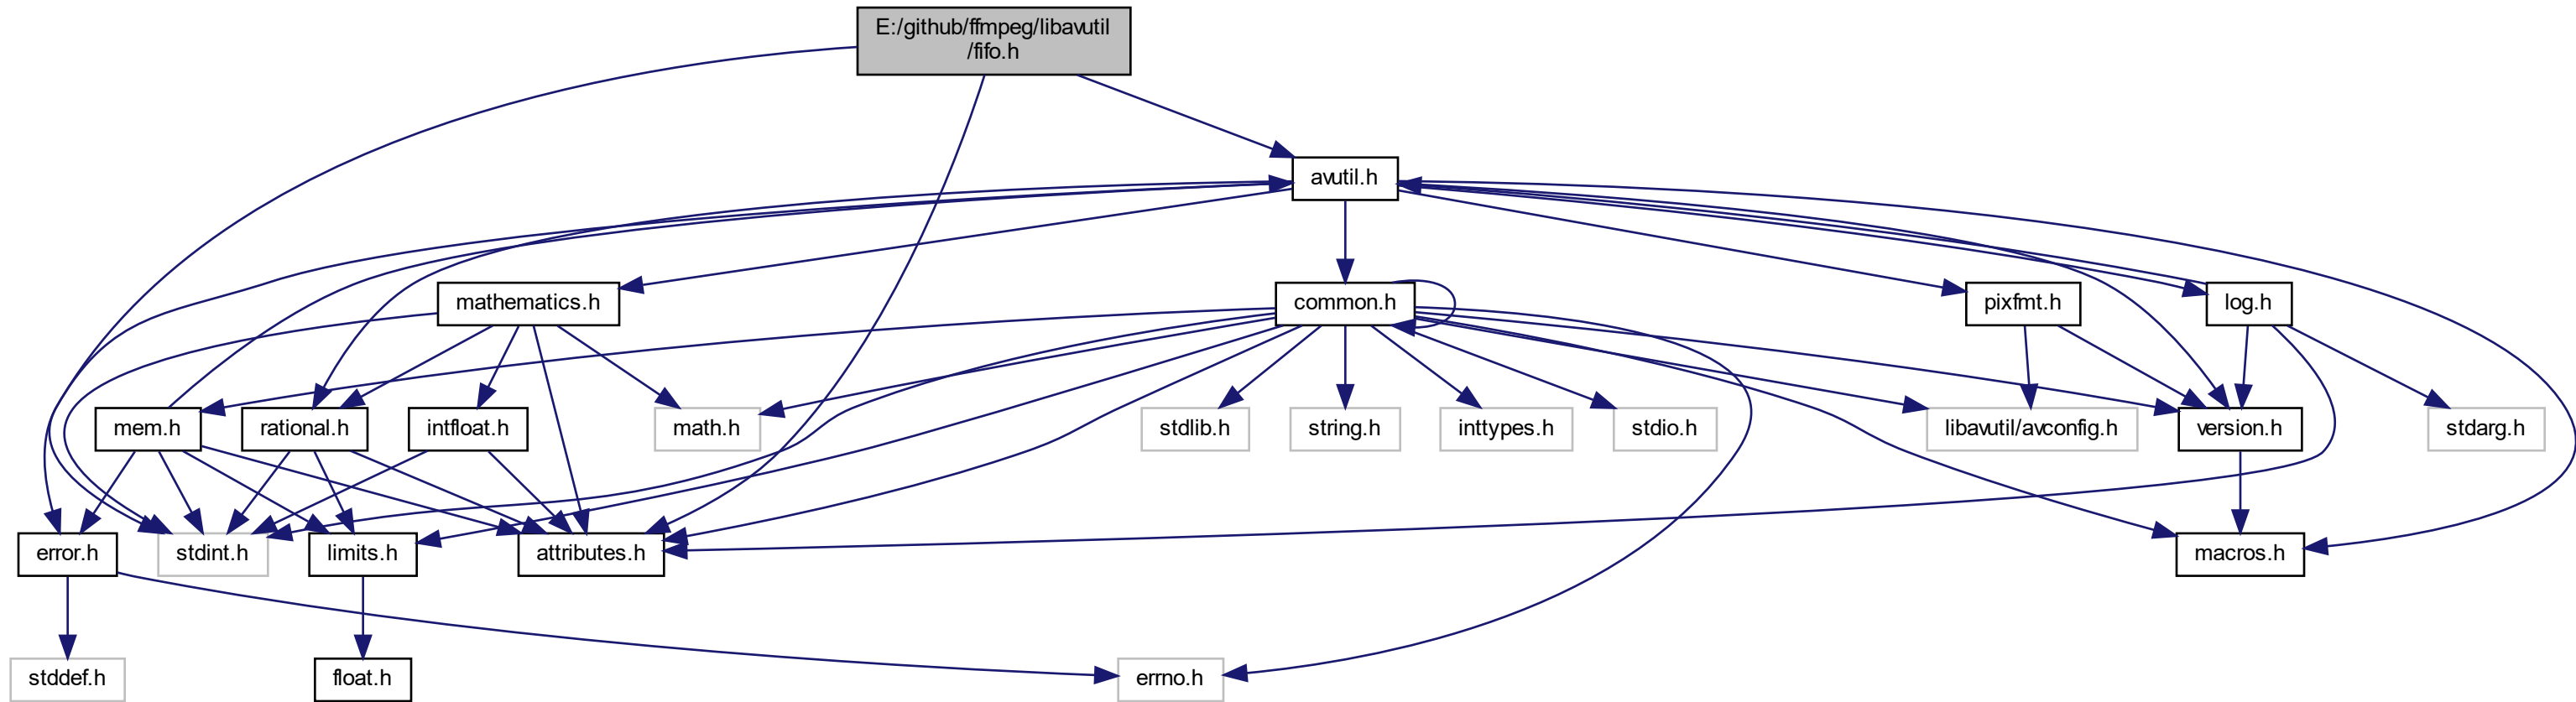 E:/github/ffmpeg/libavutil
/fifo.h
avutil.h
mathematics.h
common.h
pixfmt.h
log.h
mem.h
rational.h
intfloat.h
math.h
stdlib.h
string.h
inttypes.h
stdio.h
libavutil/avconfig.h
version.h
stdarg.h
error.h
stdint.h
limits.h
attributes.h
macros.h
stddef.h
float.h
errno.h